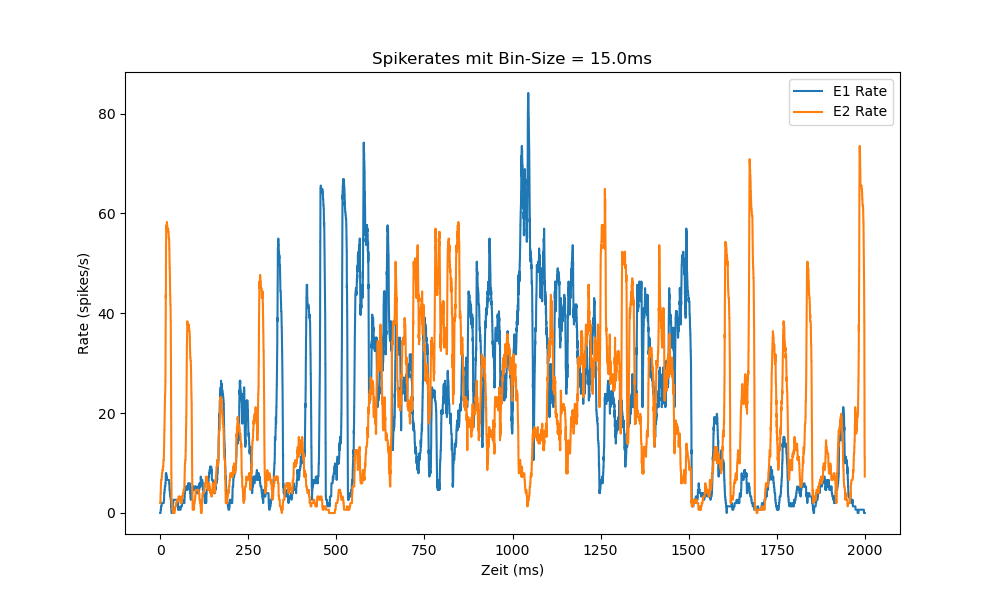 Spikerates mit Bin-Size = 15.0ms
E1 Rate
E2 Rate
80
60
40
20
0
Rate (spikes/s)
0 250 500 750 1000 1250 1500 1750 2000
Zeit (ms)